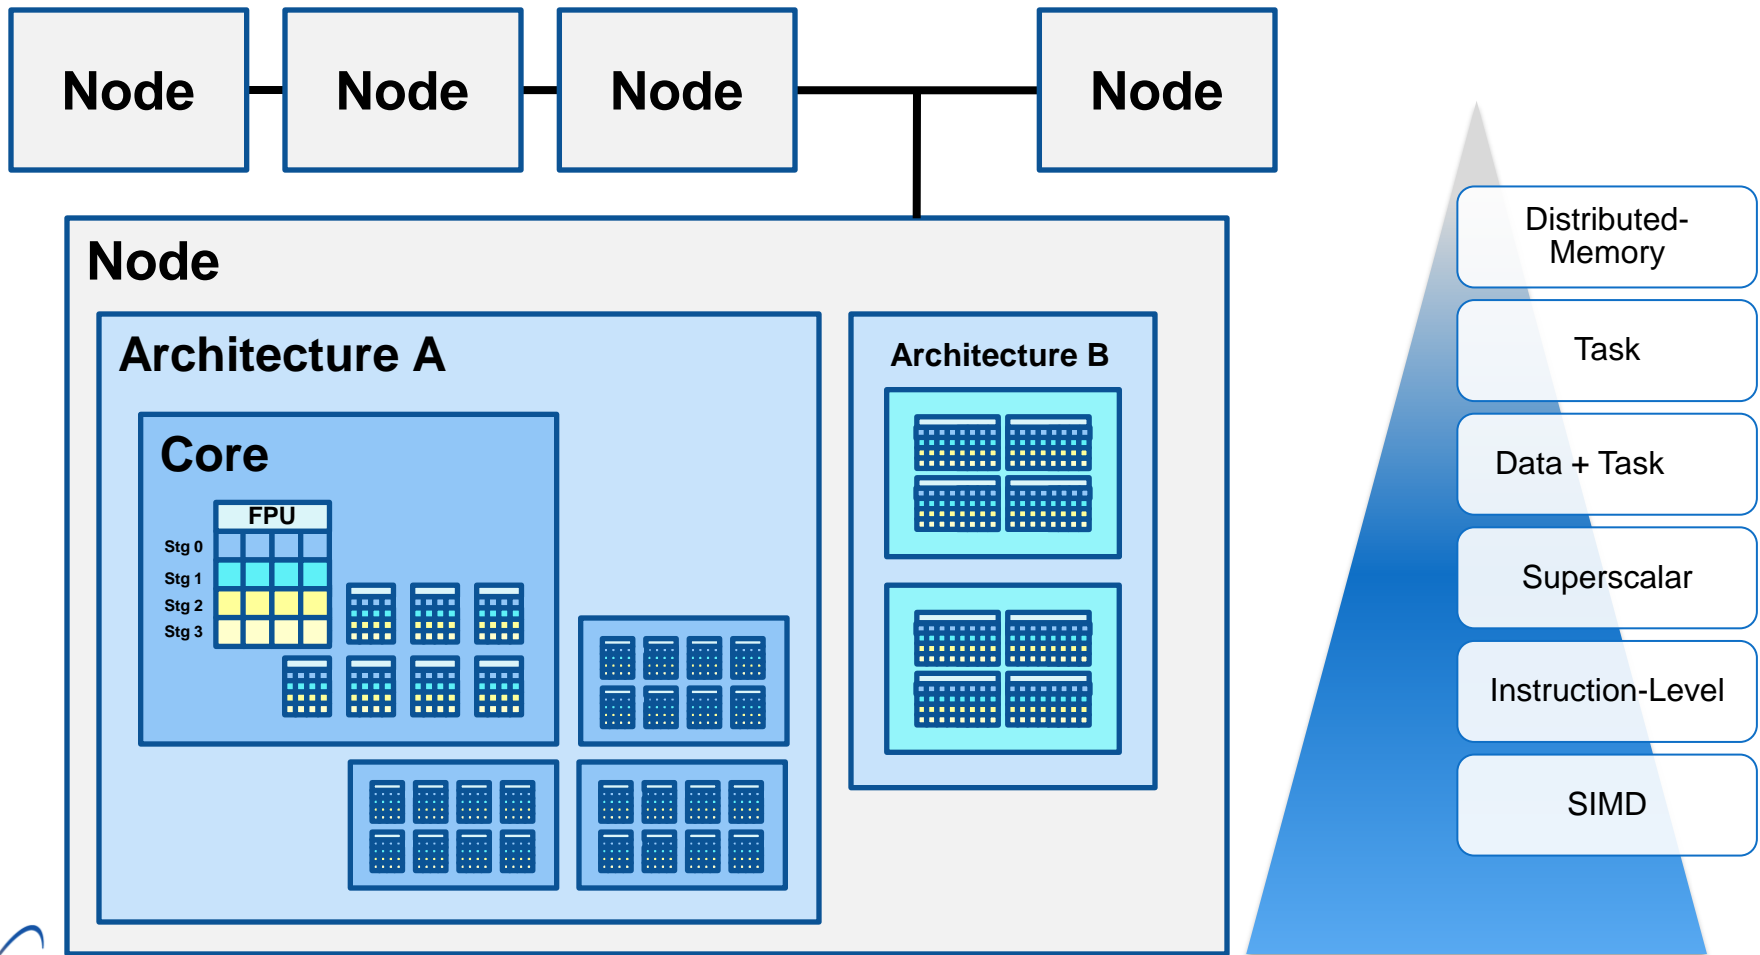 Node
Node
Node
Node
Node
Architecture A
Core
FPU
Stg 0
Stg 1
Stg 2
Stg 3
Architecture B
Distributed-
Memory
Task
Data + Task
Superscalar
Instruction-Level
SIMD